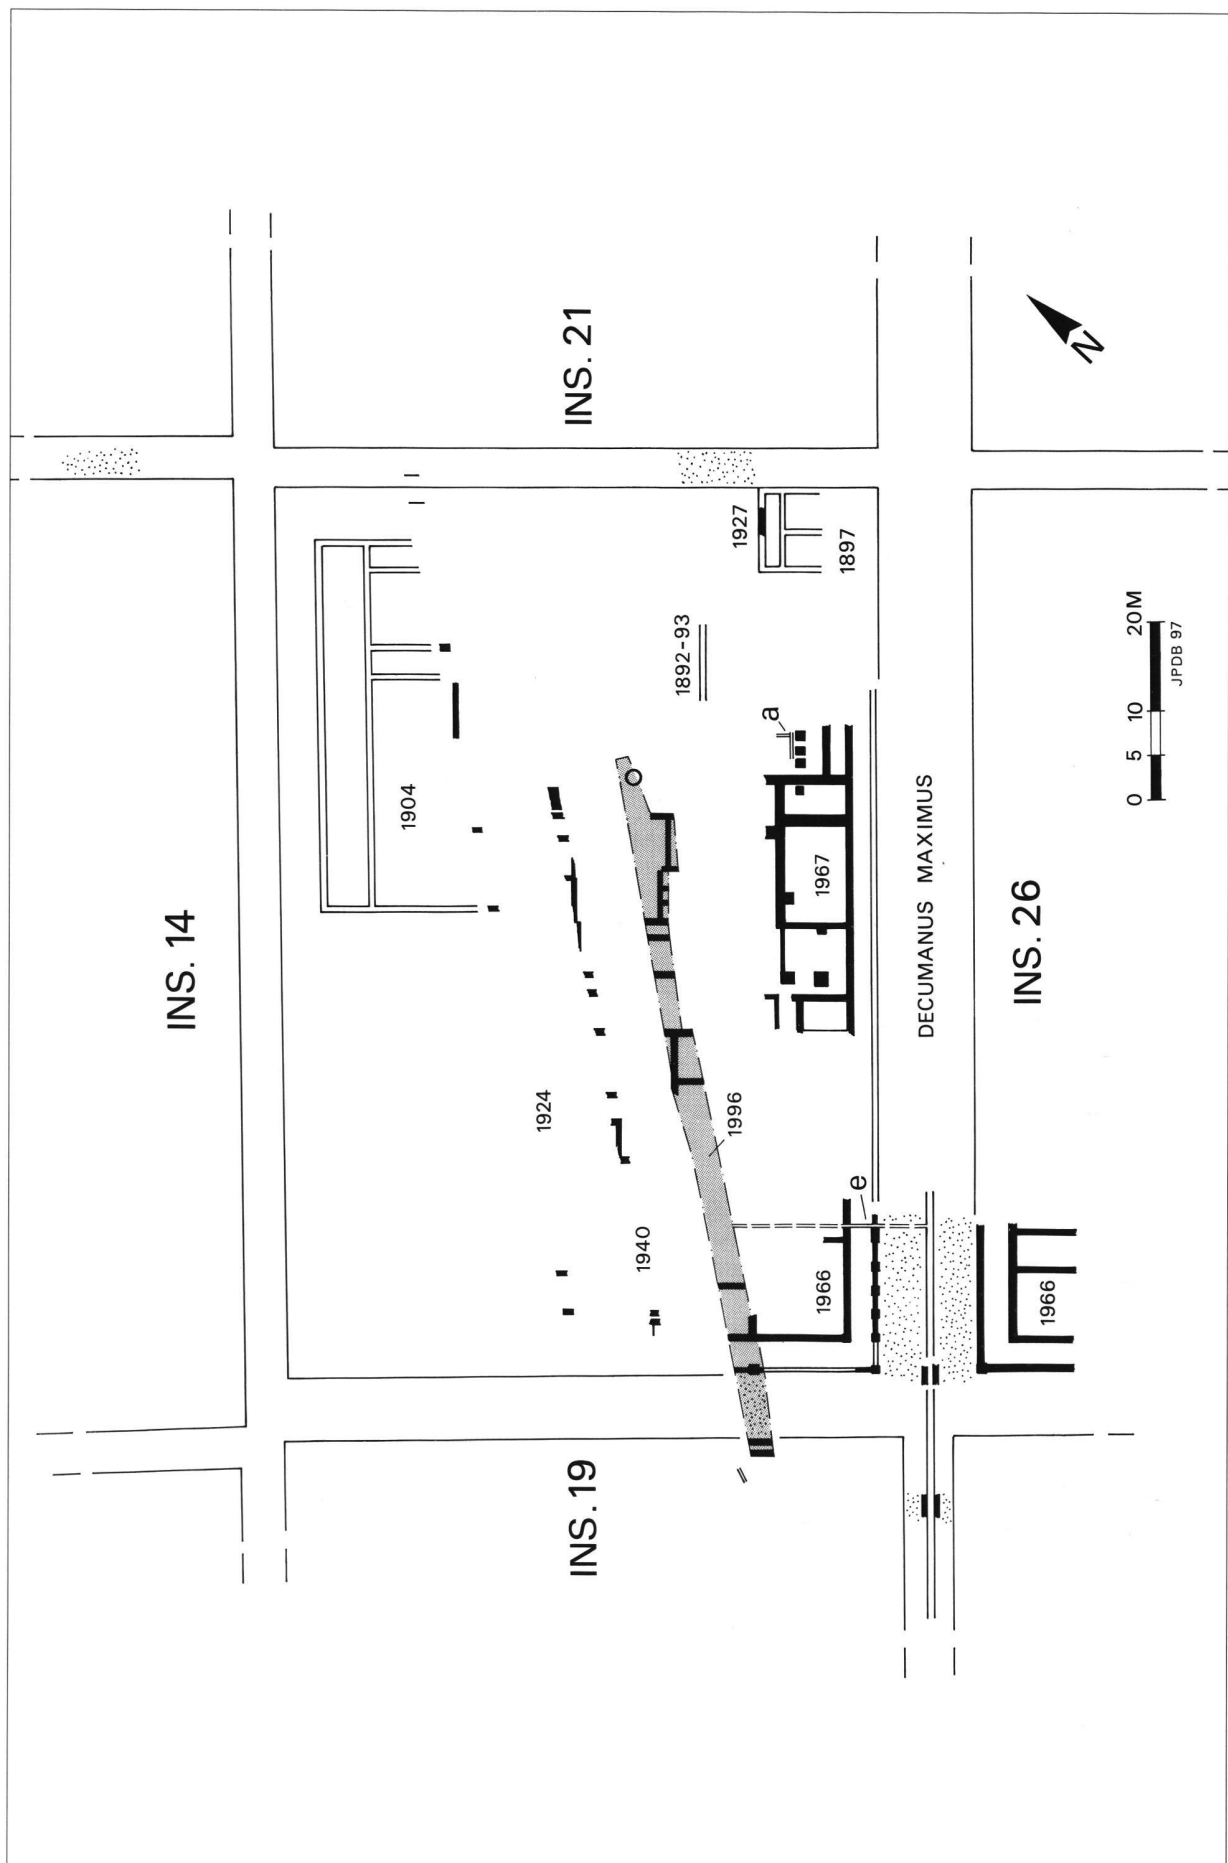 INS. 14
INS. 21
1904
1924
1940
1892-93
1927
1897
a
1967
1996
1966
e
DECUMANUS MAXIMUS
INS. 19
INS. 26
1966
0 5 10 20M
JPDB 97
N